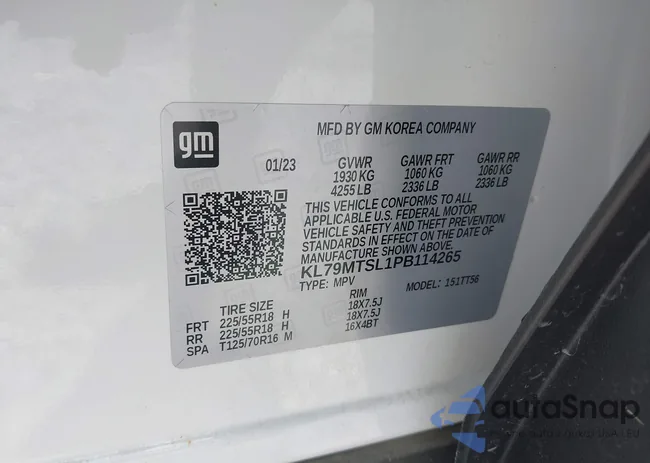 gm
MFD BY GM KOREA COMPANY
01/23 GVWR GAWR FRT GAWR RR
1930 KG 1060 KG 1060 KG
4255 LB 2336 LB 2336 LB
THIS VEHICLE CONFORMS TO ALL
APPLICABLE U.S. FEDERAL MOTOR
VEHICLE SAFETY AND THEFT PREVENTION
STANDARDS IN EFFECT ON THE DATE OF
MANUFACTURE SHOWN ABOVE.
KL79MTSL1PB114265
TYPE: MPV MODEL: 151TT56
TIRE SIZE RIM
FRT 225/55R18 H 18X7.5J
RR 225/55R18 H 18X7.5J
SPA T125/70R16 M 16X4BT
autoSnap